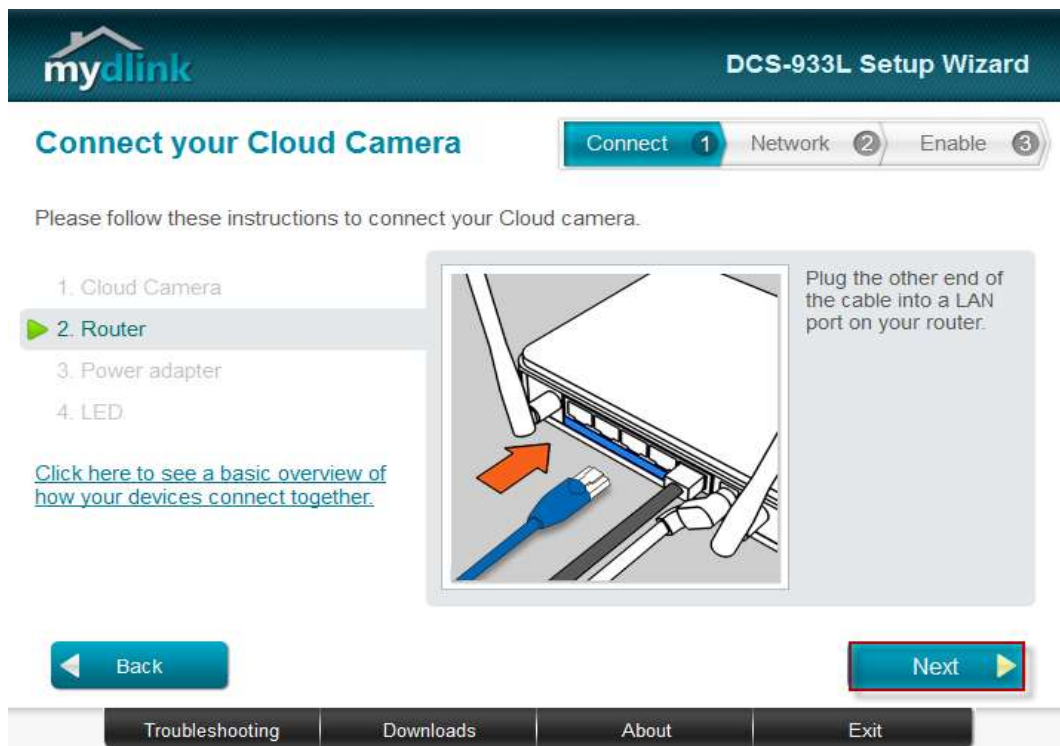 mydlink
DCS-933L Setup Wizard
Connect your Cloud Camera
Connect 1 Network 2 Enable 3
Please follow these instructions to connect your Cloud camera.
1. Cloud Camera
2. Router
3. Power adapter
4. LED
Click here to see a basic overview of
how your devices connect together.
Plug the other end of
the cable into a LAN
port on your router.
Back
Next
Troubleshooting Downloads About Exit